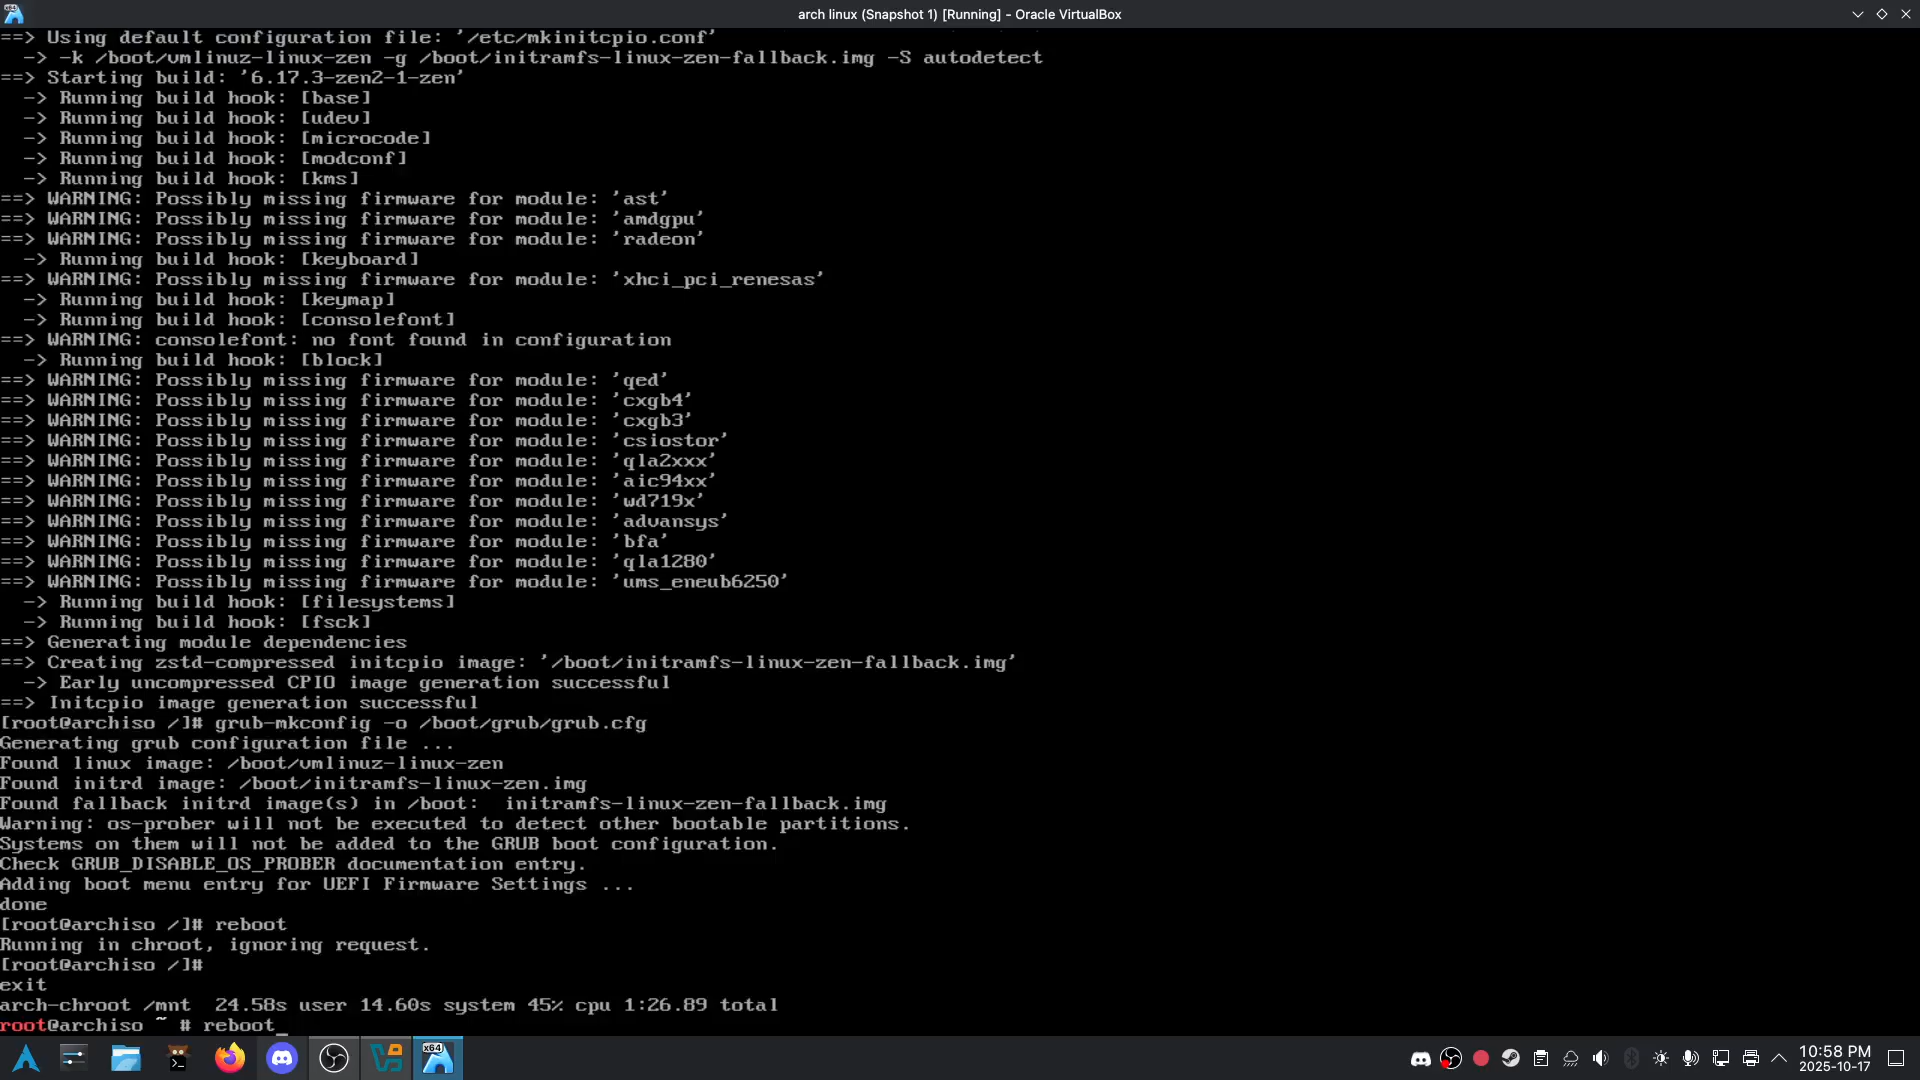 arch linux (Snapshot 1) [Running] - Oracle VirtualBox
==> Using default configuration file: '/etc/mkinitcpio.conf'
  -> -k /boot/vmlinuz-linux-zen -g /boot/initramfs-linux-zen-fallback.img -S autodetect
==> Starting build: '6.17.3-zen2-1-zen'
  -> Running build hook: [base]
  -> Running build hook: [udev]
  -> Running build hook: [microcode]
  -> Running build hook: [modconf]
  -> Running build hook: [kms]
==> WARNING: Possibly missing firmware for module: 'ast'
==> WARNING: Possibly missing firmware for module: 'amdgpu'
==> WARNING: Possibly missing firmware for module: 'radeon'
  -> Running build hook: [keyboard]
==> WARNING: Possibly missing firmware for module: 'xhci_pci_renesas'
  -> Running build hook: [keymap]
  -> Running build hook: [consolefont]
==> WARNING: consolefont: no font found in configuration
  -> Running build hook: [block]
==> WARNING: Possibly missing firmware for module: 'qed'
==> WARNING: Possibly missing firmware for module: 'cxgb4'
==> WARNING: Possibly missing firmware for module: 'cxgb3'
==> WARNING: Possibly missing firmware for module: 'csiostor'
==> WARNING: Possibly missing firmware for module: 'qla2xxx'
==> WARNING: Possibly missing firmware for module: 'aic94xx'
==> WARNING: Possibly missing firmware for module: 'wd719x'
==> WARNING: Possibly missing firmware for module: 'advansys'
==> WARNING: Possibly missing firmware for module: 'bfa'
==> WARNING: Possibly missing firmware for module: 'qla1280'
==> WARNING: Possibly missing firmware for module: 'ums_eneub6250'
  -> Running build hook: [filesystems]
  -> Running build hook: [fsck]
==> Generating module dependencies
==> Creating zstd-compressed initcpio image: '/boot/initramfs-linux-zen-fallback.img'
  -> Early uncompressed CPIO image generation successful
==> Initcpio image generation successful
[root@archiso /]# grub-mkconfig -o /boot/grub/grub.cfg
Generating grub configuration file ...
Found linux image: /boot/vmlinuz-linux-zen
Found initrd image: /boot/initramfs-linux-zen.img
Found fallback initrd image(s) in /boot:  initramfs-linux-zen-fallback.img
Warning: os-prober will not be executed to detect other bootable partitions.
Systems on them will not be added to the GRUB boot configuration.
Check GRUB_DISABLE_OS_PROBER documentation entry.
Adding boot menu entry for UEFI Firmware Settings ...
done
[root@archiso /]# reboot
Running in chroot, ignoring request.
[root@archiso /]#
exit
arch-chroot /mnt  24.58s user 14.60s system 45% cpu 1:26.89 total
root@archiso ~ # reboot_
x64
10:58 PM
2025-10-17